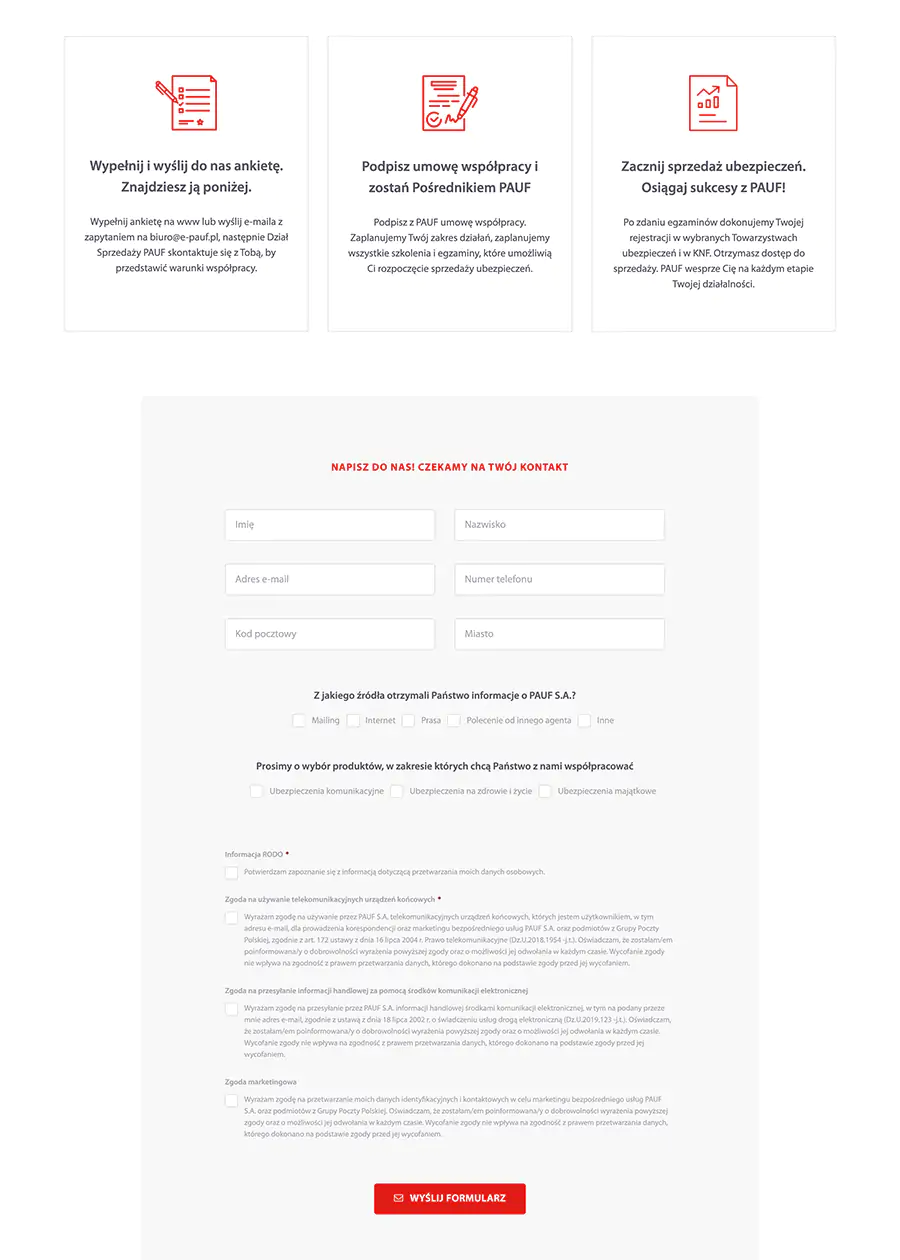 Wypełnij i wyślij do nas ankietę.
Znajdziesz ją poniżej.
Wypełnij ankietę na www lub wyślij e-maila z
zapytaniem na biuro@e-pauf.pl, następnie Dział
Sprzedaży PAUF skontaktuje się z Tobą, by
przedstawić warunki współpracy.
Podpisz umowę współpracy i
zostań Pośrednikiem PAUF
Podpisz z PAUF umowę współpracy.
Zaplanujemy Twój zakres działań, zaplanujemy
wszystkie szkolenia i egzaminy, które umożliwią
Ci rozpoczęcie sprzedaży ubezpieczeń.
Zacznij sprzedaż ubezpieczeń.
Osiągaj sukcesy z PAUF!
Po zdaniu egzaminów dokonujemy Twojej
rejestracji w wybranych Towarzystwach
ubezpieczeń i w KNF. Otrzymasz dostęp do
sprzedaży. PAUF wesprze Cię na każdym etapie
Twojej działalności.
NAPISZ DO NAS! CZEKAMY NA TWÓJ KONTAKT
Imię
Nazwisko
Adres e-mail
Numer telefonu
Kod pocztowy
Miasto
Z jakiego źródła otrzymali Państwo informacje o PAUF S.A.?
Mailing Internet Prasa Polecenie od innego agenta Inne
Prosimy o wybór produktów, w zakresie których chcą Państwo z nami współpracować
Ubezpieczenia komunikacyjne Ubezpieczenia na zdrowie i życie Ubezpieczenia majątkowe
Informacja RODO *
Potwierdzam zapoznanie się z informacją dotyczącą przetwarzania moich danych osobowych.
Zgoda na używanie telekomunikacyjnych urządzeń końcowych *
Wyrażam zgodę na używanie przez PAUF S.A. telekomunikacyjnych urządzeń końcowych, których jestem użytkownikiem, w tym
adresu e-mail, dla prowadzenia korespondencji oraz marketingu bezpośredniego usług PAUF S.A. oraz podmiotów z Grupy Poczty
Polskiej, zgodnie z art. 172 ustawy z dnia 16 lipca 2004 r. Prawo telekomunikacyjne (Dz.U.2018.1954 -j.t.). Oświadczam, że zostałam/em
poinformowana/y o dobrowolności wyrażenia powyższej zgody oraz o możliwości jej odwołania w każdym czasie. Wycofanie zgody
nie wpływa na zgodność z prawem przetwarzania danych, którego dokonano na podstawie zgody przed jej wycofaniem.
Zgoda na przesyłanie informacji handlowej za pomocą środków komunikacji elektronicznej
Wyrażam zgodę na przesyłanie przez PAUF S.A. informacji handlowej środkami komunikacji elektronicznej, w tym na podany przeze
mnie adres e-mail, zgodnie z ustawą z dnia 18 lipca 2002 r. o świadczeniu usług drogą elektroniczną (Dz.U.2019.123 -j.t.). Oświadczam,
że zostałam/em poinformowana/y o dobrowolności wyrażenia powyższej zgody oraz o możliwości jej odwołania w każdym czasie.
Wycofanie zgody nie wpływa na zgodność z prawem przetwarzania danych, którego dokonano na podstawie zgody przed jej
wycofaniem.
Zgoda marketingowa
Wyrażam zgodę na przetwarzanie moich danych identyfikacyjnych i kontaktowych w celu marketingu bezpośredniego usług PAUF
S.A. oraz podmiotów z Grupy Poczty Polskiej. Oświadczam, że zostałam/em poinformowana/y o dobrowolności wyrażenia powyższej
zgody oraz o możliwości jej odwołania w każdym czasie. Wycofanie zgody nie wpływa na zgodność z prawem przetwarzania danych,
którego dokonano na podstawie zgody przed jej wycofaniem.
WYŚLIJ FORMULARZ